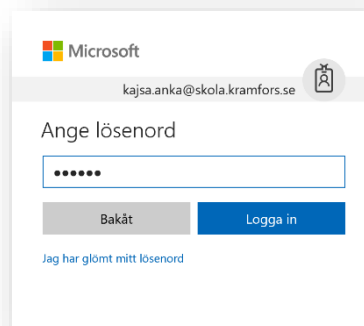 Microsoft
kajsa.anka@skola.kramfors.se
Ange lösenord
••••••
Bakåt
Logga in
Jag har glömt mitt lösenord